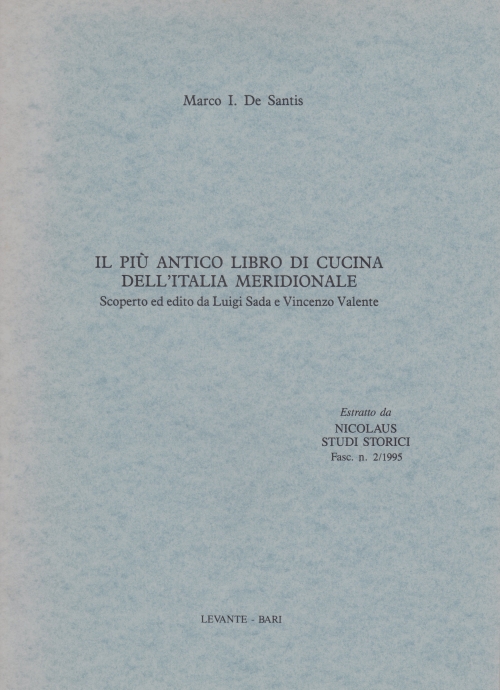 Marco I. De Santis
IL PIÙ ANTICO LIBRO DI CUCINA
DELL'ITALIA MERIDIONALE
Scoperto ed edito da Luigi Sada e Vincenzo Valente
Estratto da
NICOLAUS
STUDI STORICI
Fasc. n. 2/1995
LEVANTE - BARI